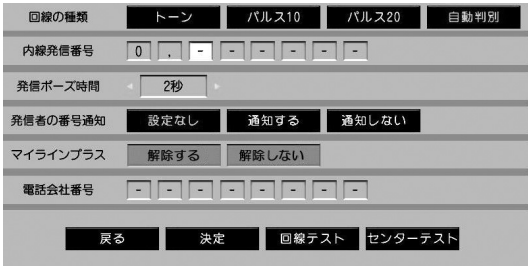 回線の種類 トーン パルス10 パルス20 自動判別
内線発信番号 0 , - - - - - -
発信ポーズ時間 2秒
発信者の番号通知 設定なし 通知する 通知しない
マイラインプラス 解除する 解除しない
電話会社番号 - - - - - - - -
戻る 決定 回線テスト センターテスト